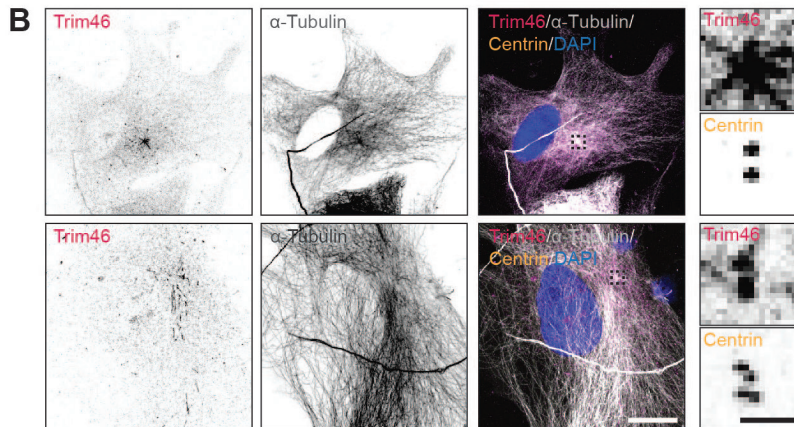 B
Trim46
α-Tubulin
Trim46/α-Tubulin/
Centrin/DAPI
Trim46
Centrin
Trim46
α-Tubulin
Trim46/α-Tubulin/
Centrin/DAPI
Trim46
Centrin